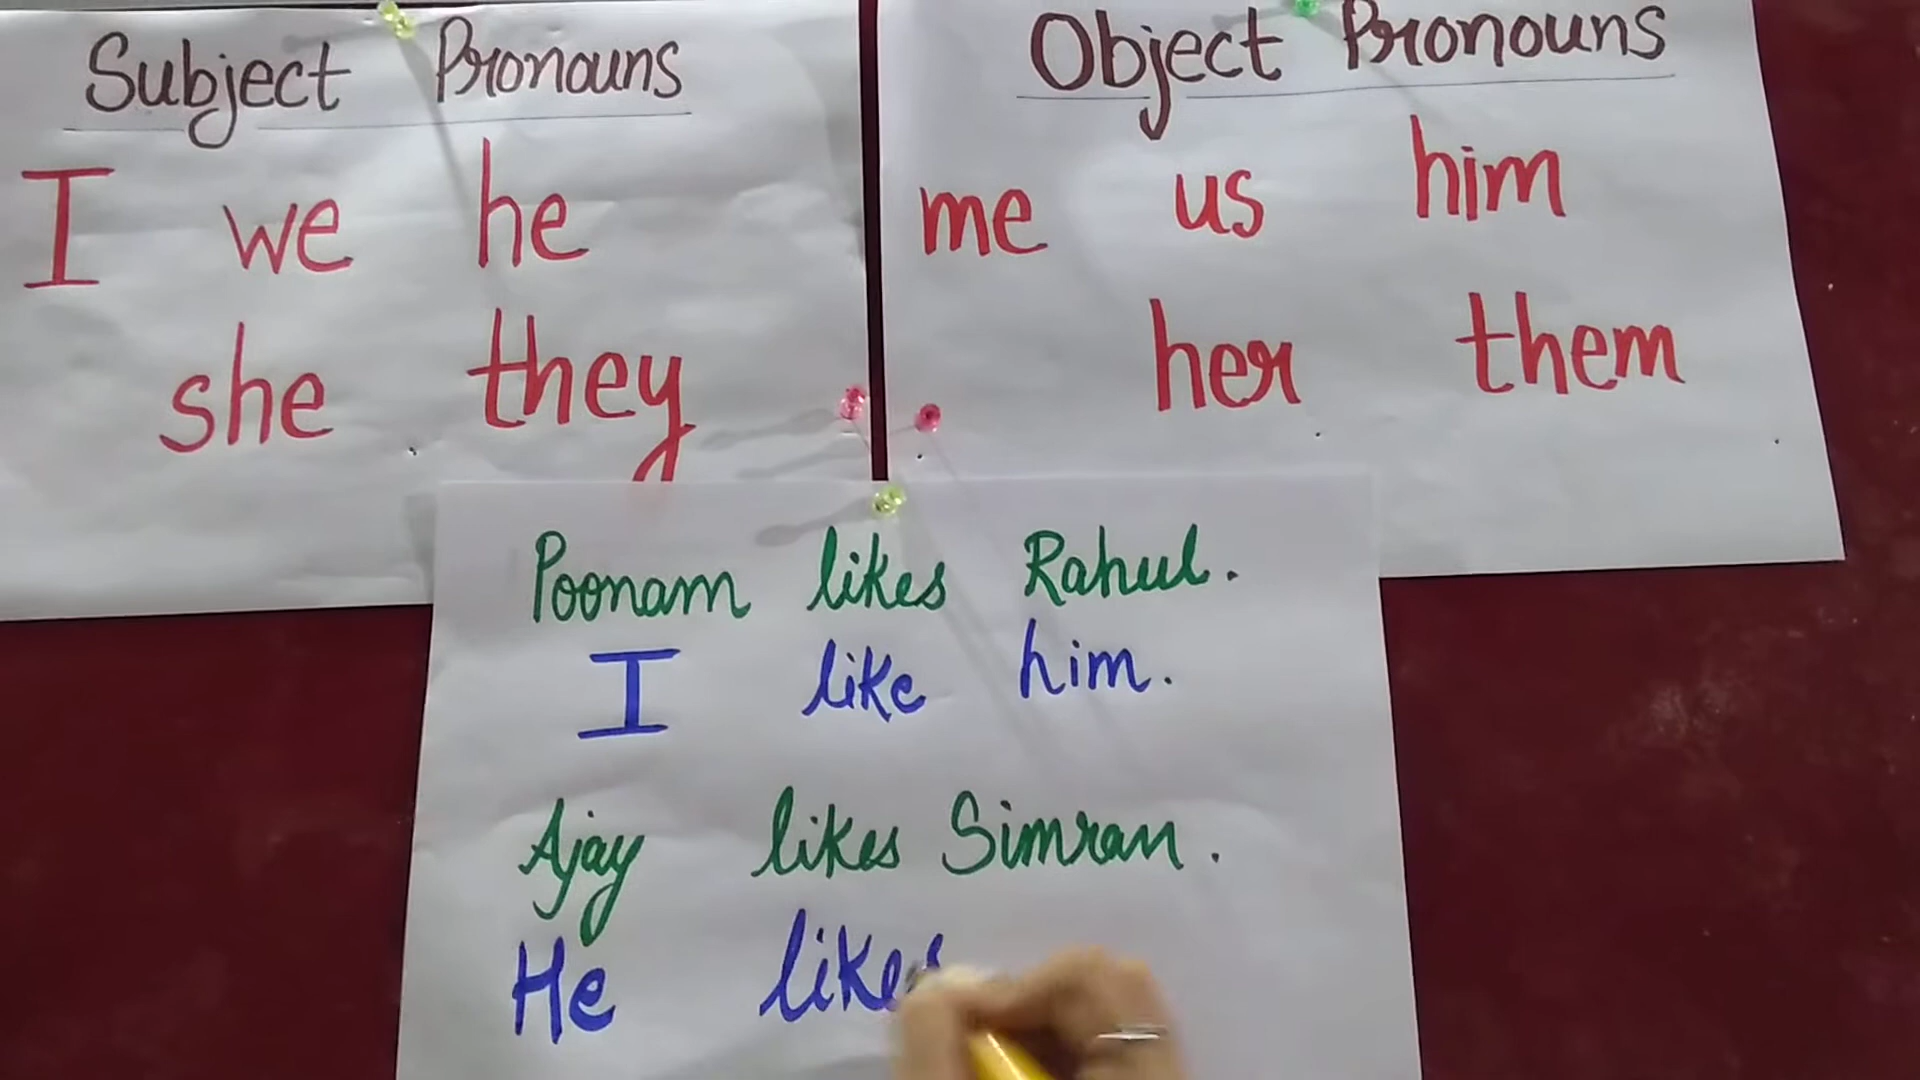 Subject Pronouns
I we he
she they
Object Pronouns
me us him
her them
Poonam likes Rahul.
I like him.
Ajay likes Simran.
He likes